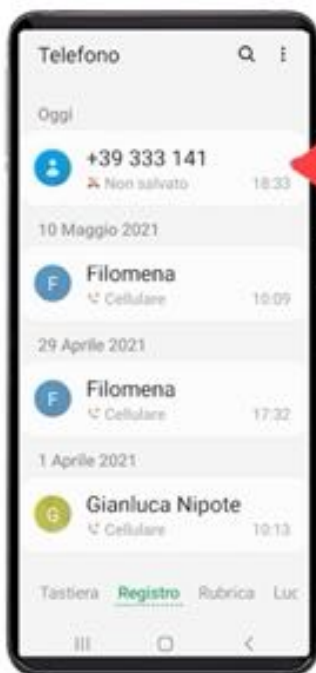 Telefono
Oggi
+39 333 141
Non salvato 18:33
10 Maggio 2021
F Filomena
Cellulare 10:09
29 Aprile 2021
F Filomena
Cellulare 17:32
1 Aprile 2021
G Gianluca Nipote
Cellulare 10:13
Tastiera Registro Rubrica Luc